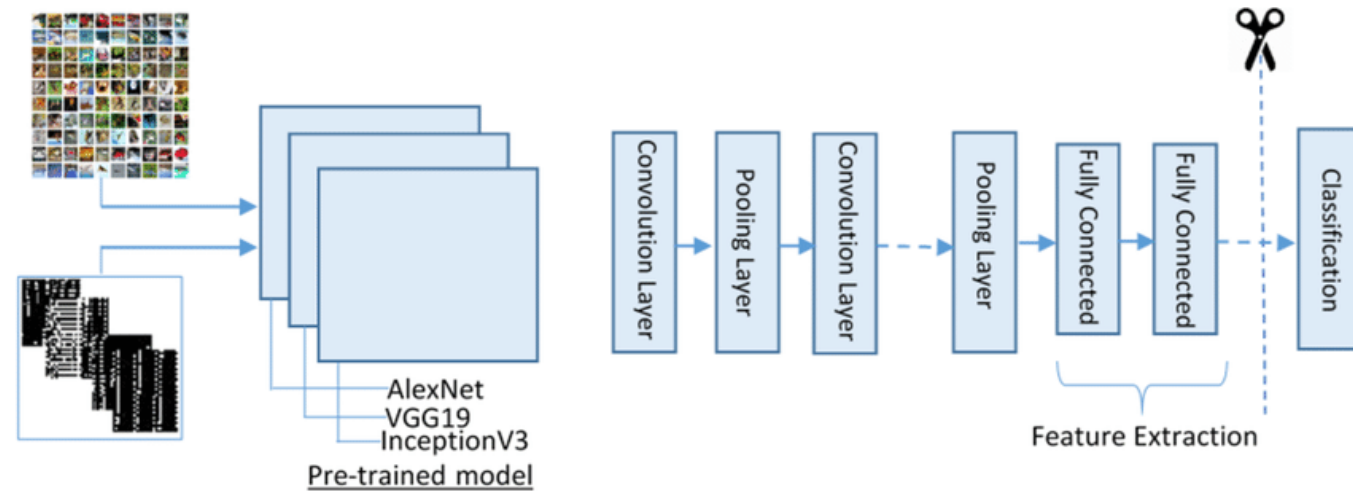 Convolution Layer
Pooling Layer
Convolution Layer
Pooling Layer
Fully Connected
Fully Connected
Classification
AlexNet
VGG19
InceptionV3
Pre-trained model
Feature Extraction